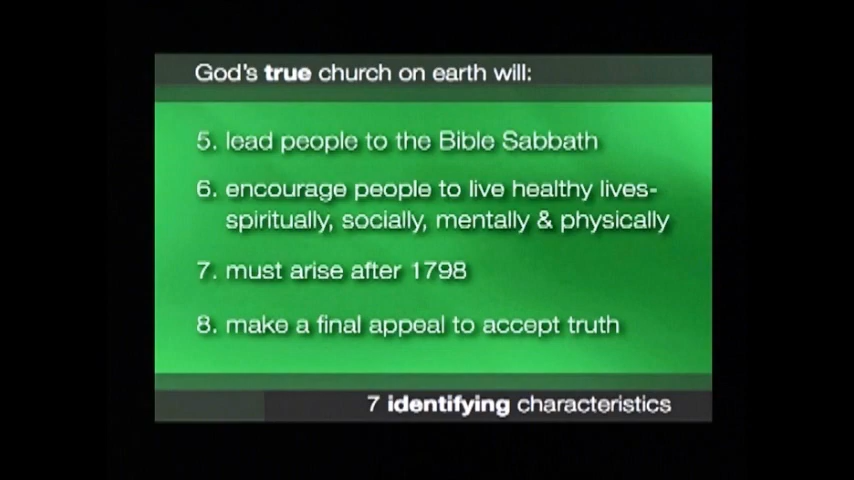 God's true church on earth will:
5. lead people to the Bible Sabbath
6. encourage people to live healthy lives-
spiritually, socially, mentally & physically
7. must arise after 1798
8. make a final appeal to accept truth
7 identifying characteristics